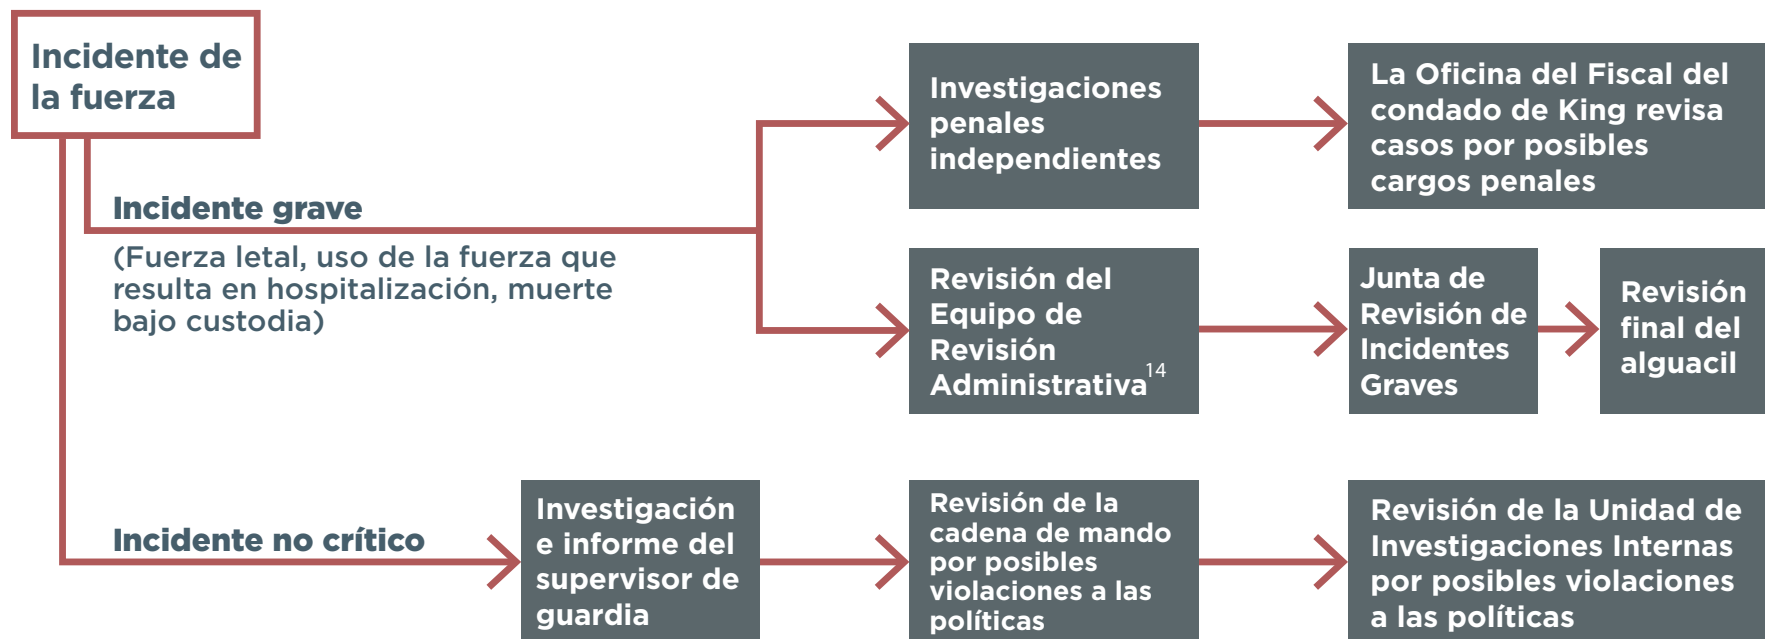 Incidente de
la fuerza
Incidente grave
(Fuerza letal, uso de la fuerza que
resulta en hospitalización, muerte
bajo custodia)
Investigaciones
penales
independientes
La Oficina del Fiscal del
condado de King revisa
casos por posibles
cargos penales
Revisión del
Equipo de
Revisión
Administrativa14
Junta de
Revisión de
Incidentes
Graves
Revisión
final del
alguacil
Incidente no crítico
Investigación
e informe del
supervisor de
guardia
Revisión de la
cadena de mando
por posibles
violaciones a las
políticas
Revisión de la Unidad de
Investigaciones Internas
por posibles violaciones
a las políticas